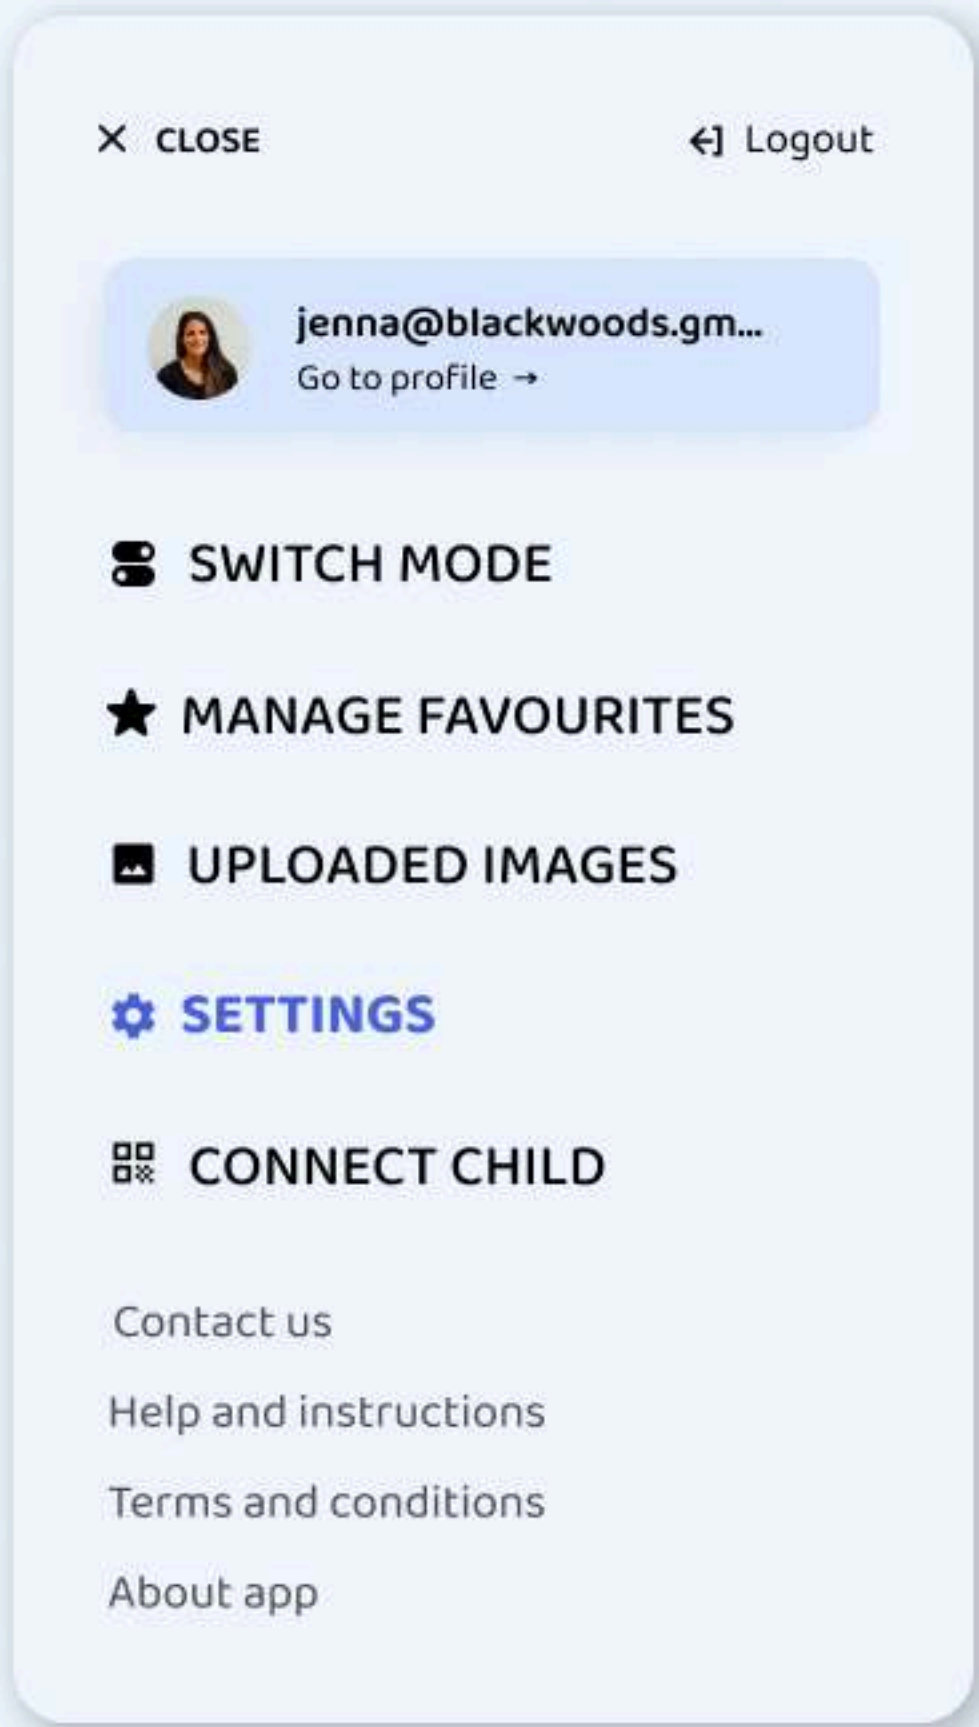 CLOSE
Logout
jenna@blackwoods.gm...
Go to profile →
SWITCH MODE
MANAGE FAVOURITES
UPLOADED IMAGES
SETTINGS
CONNECT CHILD
Contact us
Help and instructions
Terms and conditions
About app